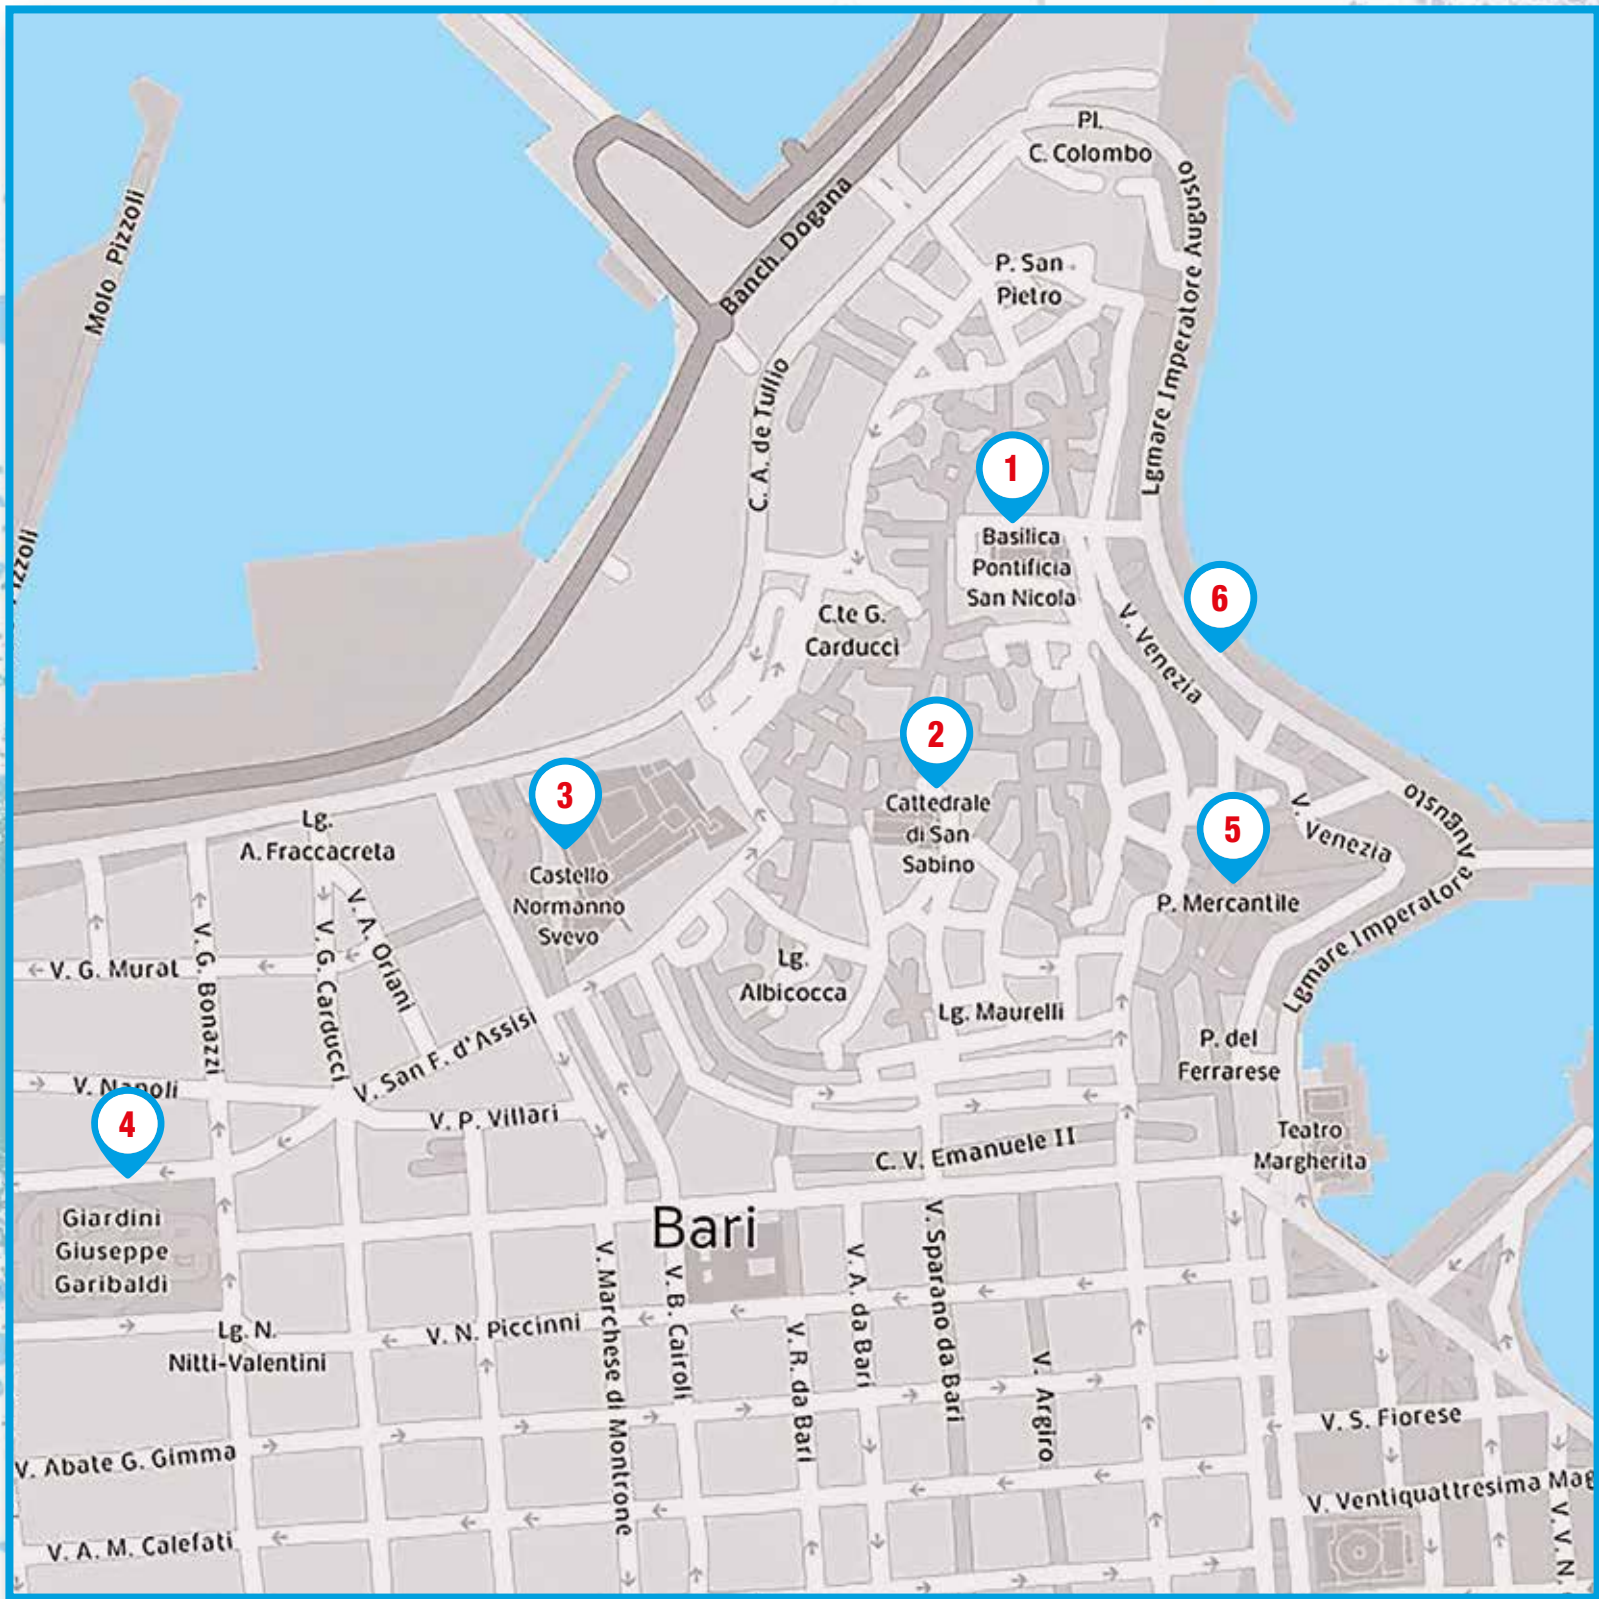 Pl.
C. Colombo
Lgmare Imperatore Augusto
Molo Pizzoli
Banch. Dogana
P. San
Pietro
C. A. de Tullio
1
Basilica
Pontificia
San Nicola
6
C.te G.
Carducci
V. Venezia
2
Cattedrale
di San
Sabino
3
Castello
Normanno
Svevo
5
P. Mercantile
V. Venezia
Lgmare Imperatore Augusto
Lg.
A. Fraccacreta
V. A. Oriani
V. G. Murat
V. G. Bonazzi
V. G. Carducci
Lg.
Albicocca
Lg. Maurelli
V. San F. d'Assisi
P. del
Ferrarese
V. Napoli
4
V. P. Villari
C. V. Emanuele II
Teatro
Margherita
Giardini
Giuseppe
Garibaldi
Bari
V. Marchese di Montrone
V. B. Cairoli
V. R. da Bari
V. A. da Bari
V. Sparano da Bari
V. Argiro
Lg. N.
Nitti-Valentini
V. N. Piccinni
V. S. Fiorese
V. Abate G. Gimma
V. Ventiquattresima Mag
V. A. M. Calefati
V. V. N.
izzoli